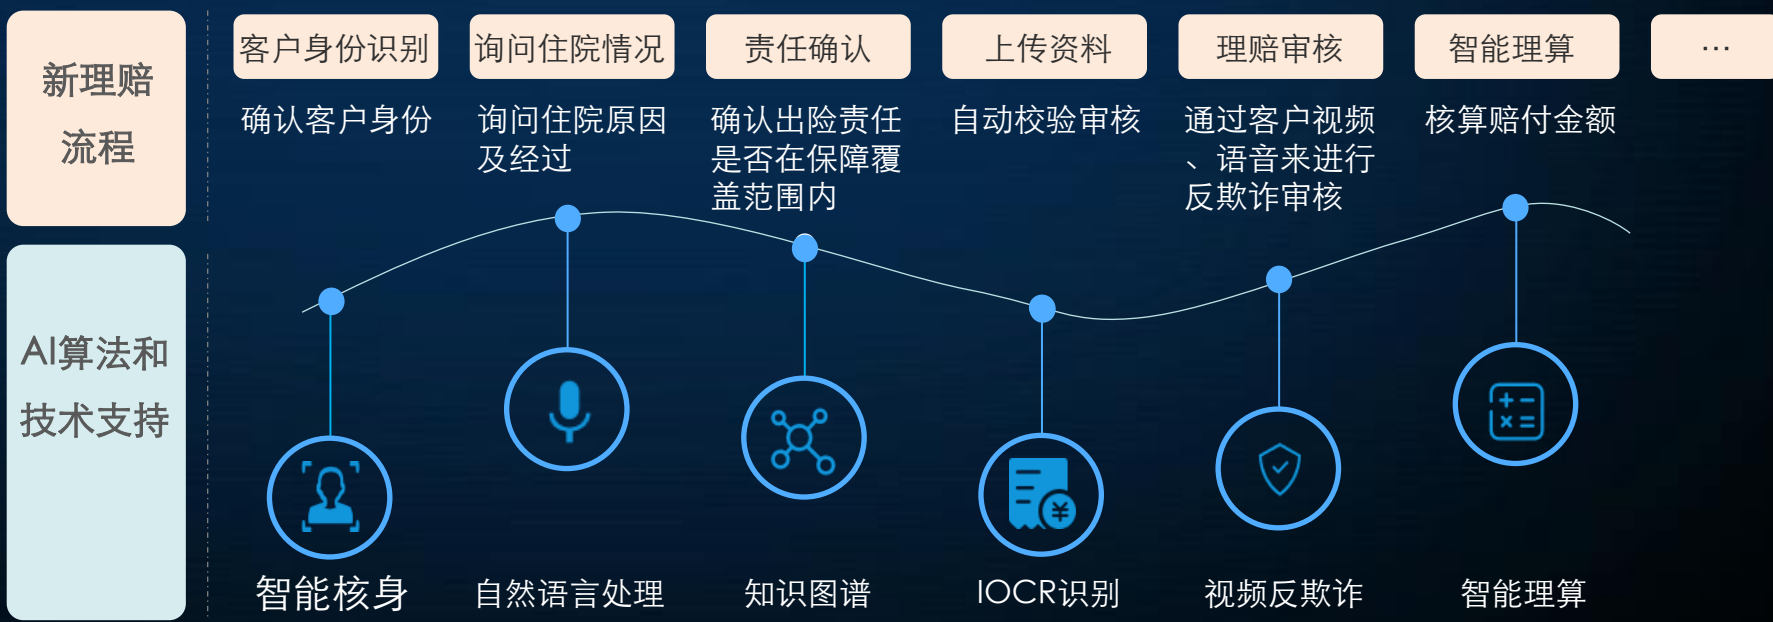 新理赔
流程
客户身份识别
询问住院情况
责任确认
上传资料
理赔审核
智能理算
…
确认客户身份
询问住院原因
及经过
确认出险责任
是否在保障覆
盖范围内
自动校验审核
通过客户视频
、语音来进行
反欺诈审核
核算赔付金额
AI算法和
技术支持
¥
智能核身
自然语言处理
知识图谱
IOCR识别
视频反欺诈
智能理算